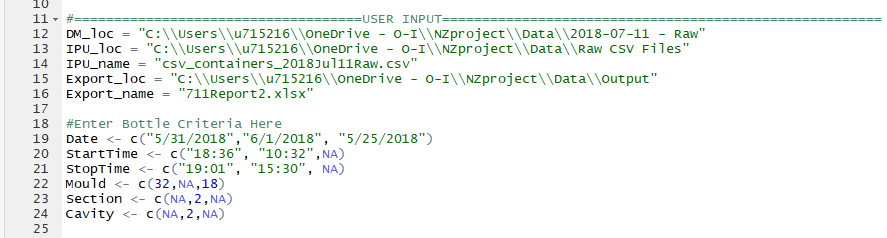 10
11 #====================================USER INPUT=======================================================
12 DM_loc = "C:\\Users\\u715216\\OneDrive - O-I\\NZproject\\Data\\2018-07-11 - Raw"
13 IPU_loc = "C:\\Users\\u715216\\OneDrive - O-I\\NZproject\\Data\\Raw CSV Files"
14 IPU_name = "csv_containers_2018Jul11Raw.csv"
15 Export_loc = "C:\\Users\\u715216\\OneDrive - O-I\\NZproject\\Data\\Output"
16 Export_name = "711Report2.xlsx"
17
18 #Enter Bottle Criteria Here
19 Date <- c("5/31/2018","6/1/2018", "5/25/2018")
20 StartTime <- c("18:36", "10:32",NA)
21 StopTime <- c("19:01", "15:30", NA)
22 Mould <- c(32,NA,18)
23 Section <- c(NA,2,NA)
24 Cavity <- c(NA,2,NA)
25